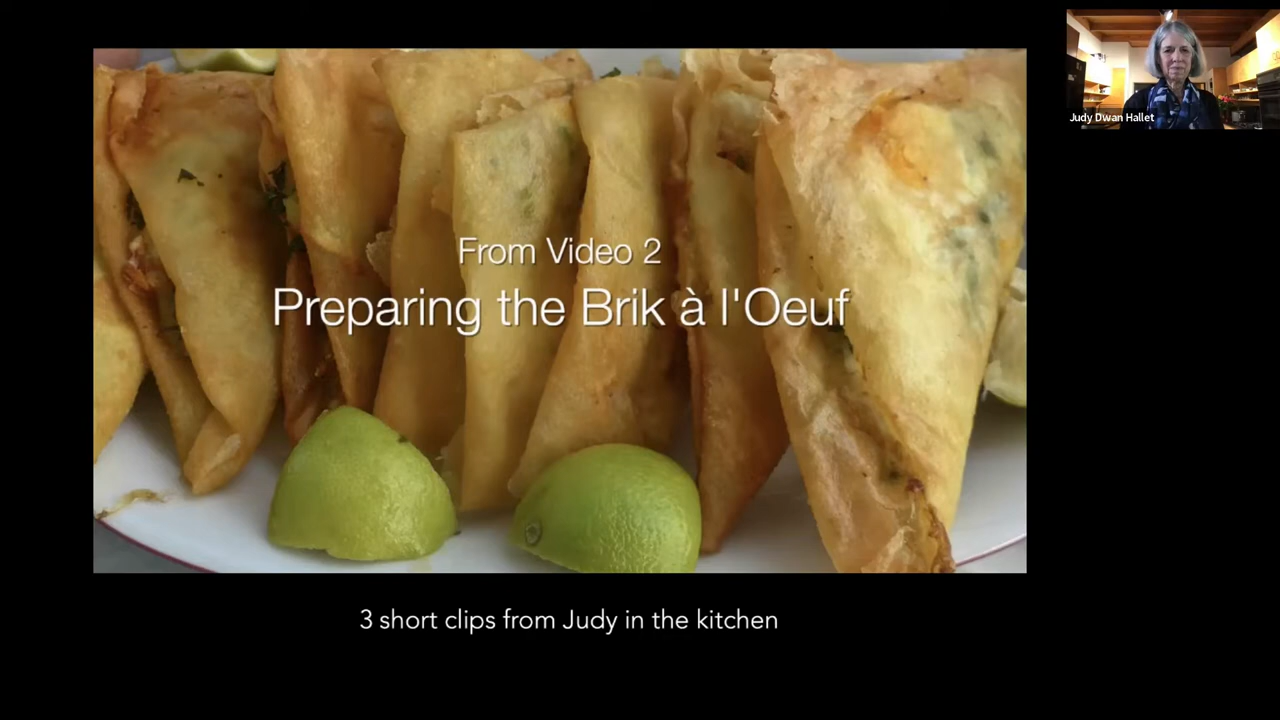 From Video 2
Preparing the Brik à l'Oeuf
Judy Dwan Hallet
3 short clips from Judy in the kitchen